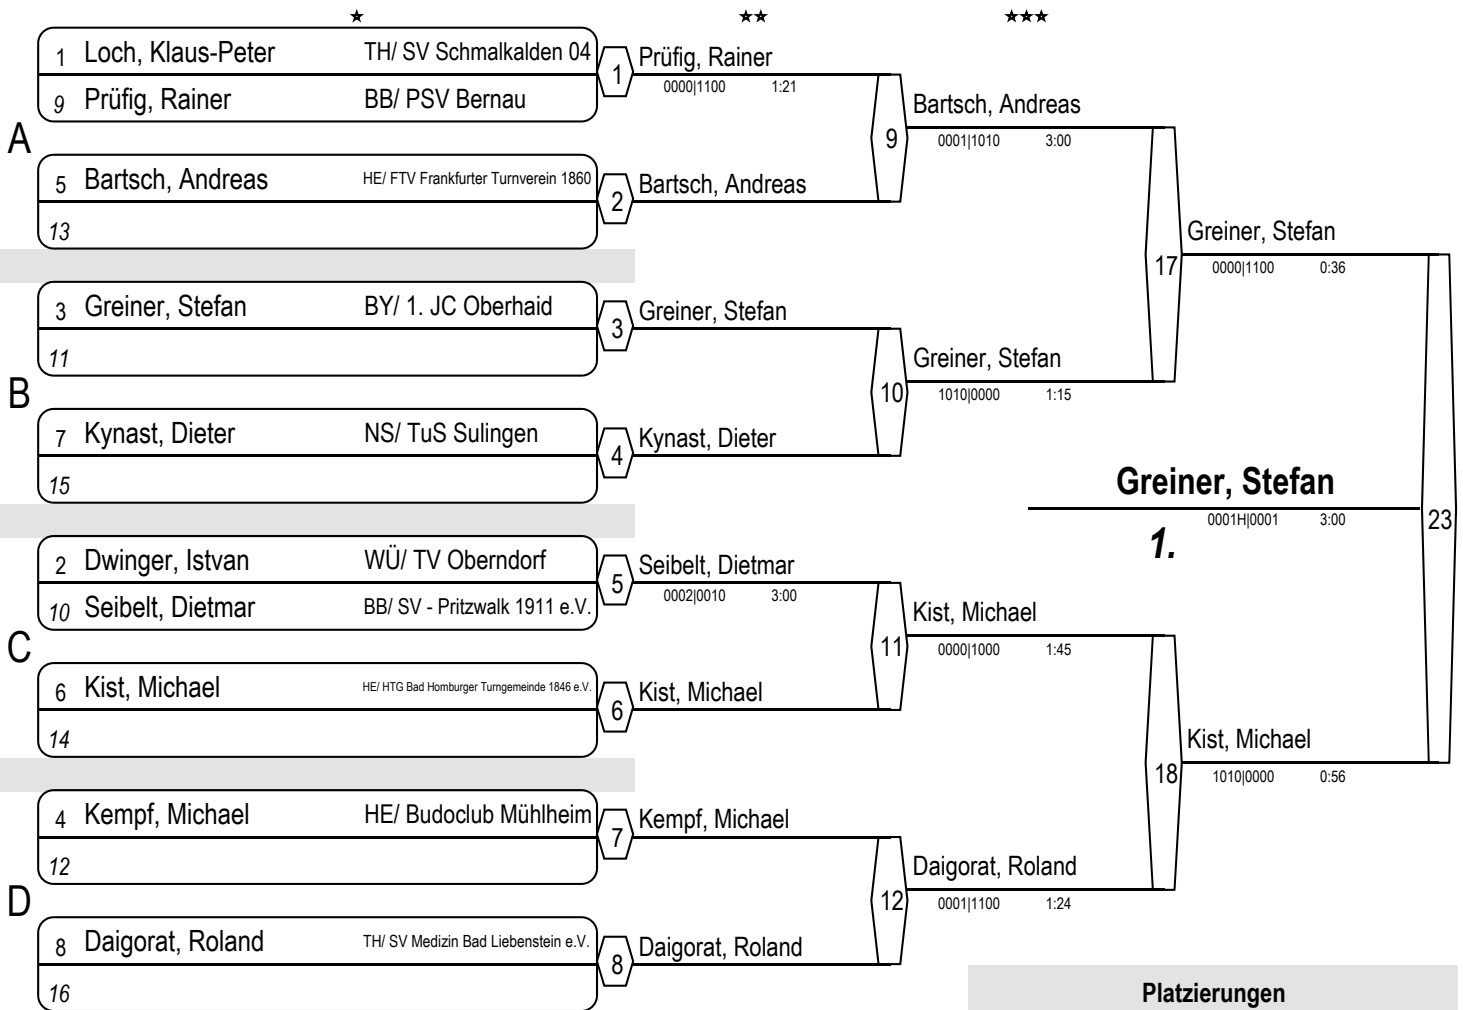 ★ ★★ ★★★
1 Loch, Klaus-Peter TH/ SV Schmalkalden 04
9 Prüfig, Rainer BB/ PSV Bernau
A
5 Bartsch, Andreas HE/ FTV Frankfurter Turnverein 1860
13
3 Greiner, Stefan BY/ 1. JC Oberhaid
11
B
7 Kynast, Dieter NS/ TuS Sulingen
15
2 Dwinger, Istvan WÜ/ TV Oberndorf
10 Seibelt, Dietmar BB/ SV - Pritzwalk 1911 e.V.
C
6 Kist, Michael HE/ HTG Bad Homburger Turngemeinde 1846 e.V.
14
4 Kempf, Michael HE/ Budoclub Mühlheim
12
D
8 Daigorat, Roland TH/ SV Medizin Bad Liebenstein e.V.
16
1 Prüfig, Rainer
0000|1100 1:21
2 Bartsch, Andreas
3 Greiner, Stefan
4 Kynast, Dieter
5 Seibelt, Dietmar
0002|0010 3:00
6 Kist, Michael
7 Kempf, Michael
8 Daigorat, Roland
9 Bartsch, Andreas
0001|1010 3:00
10 Greiner, Stefan
1010|0000 1:15
11 Kist, Michael
0000|1000 1:45
12 Daigorat, Roland
0001|1100 1:24
17 Greiner, Stefan
0000|1100 0:36
18 Kist, Michael
1010|0000 0:56
23
Greiner, Stefan
0001H|0001 3:00
1.
Platzierungen